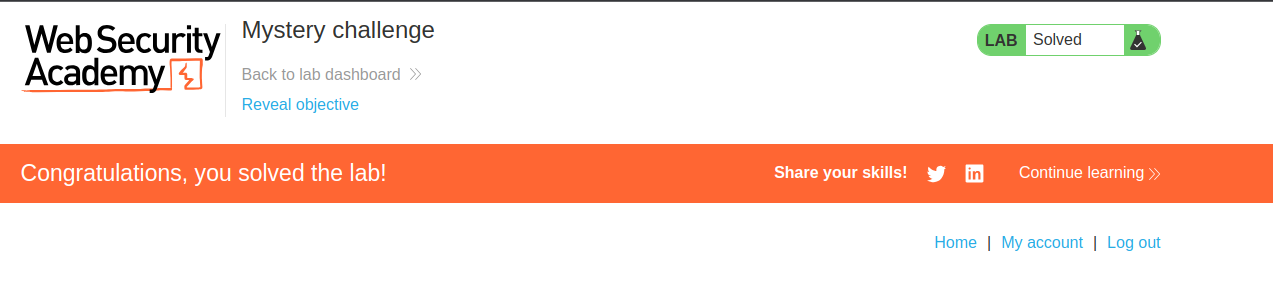 Web Security
Academy
Mystery challenge
Back to lab dashboard
Reveal objective
LAB Solved
Congratulations, you solved the lab!
Share your skills!
Continue learning
Home | My account | Log out